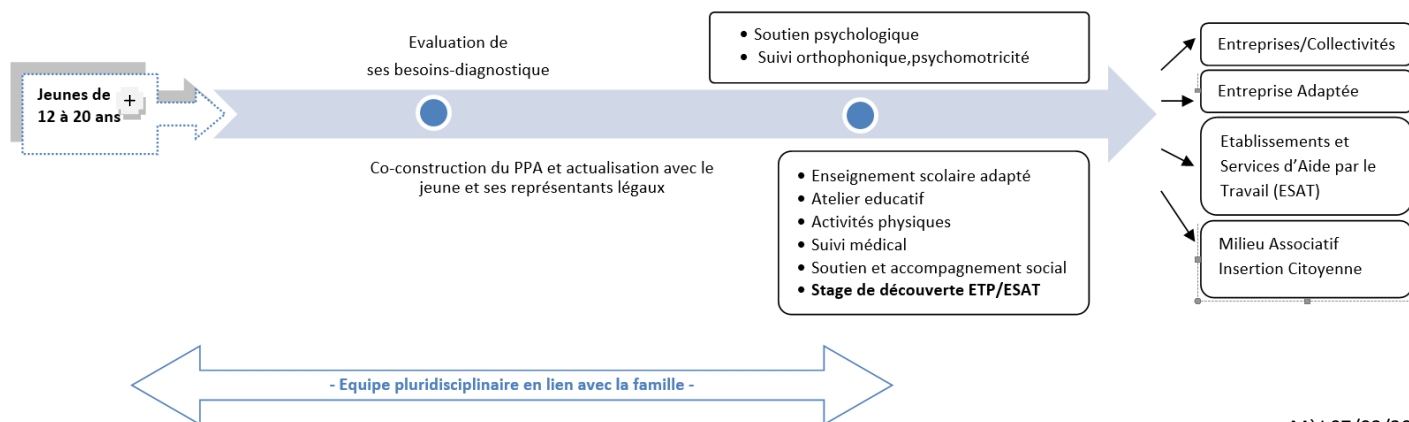 Jeunes de
12 à 20 ans
+
Evaluation de
ses besoins-diagnostique
Co-construction du PPA et actualisation avec le
jeune et ses représentants légaux
• Soutien psychologique
• Suivi orthophonique,psychomotricité
• Enseignement scolaire adapté
• Atelier educatif
• Activités physiques
• Suivi médical
• Soutien et accompagnement social
• Stage de découverte ETP/ESAT
Entreprises/Collectivités
Entreprise Adaptée
Etablissements et
Services d’Aide par le
Travail (ESAT)
Milieu Associatif
Insertion Citoyenne
- Equipe pluridisciplinaire en lien avec la famille -